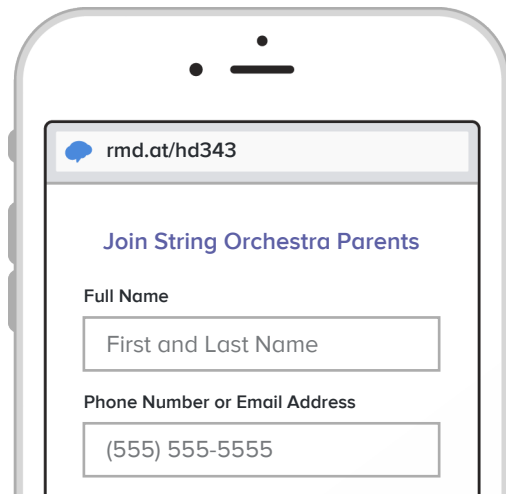 rmd.at/hd343
Join String Orchestra Parents
Full Name
First and Last Name
Phone Number or Email Address
(555) 555-5555